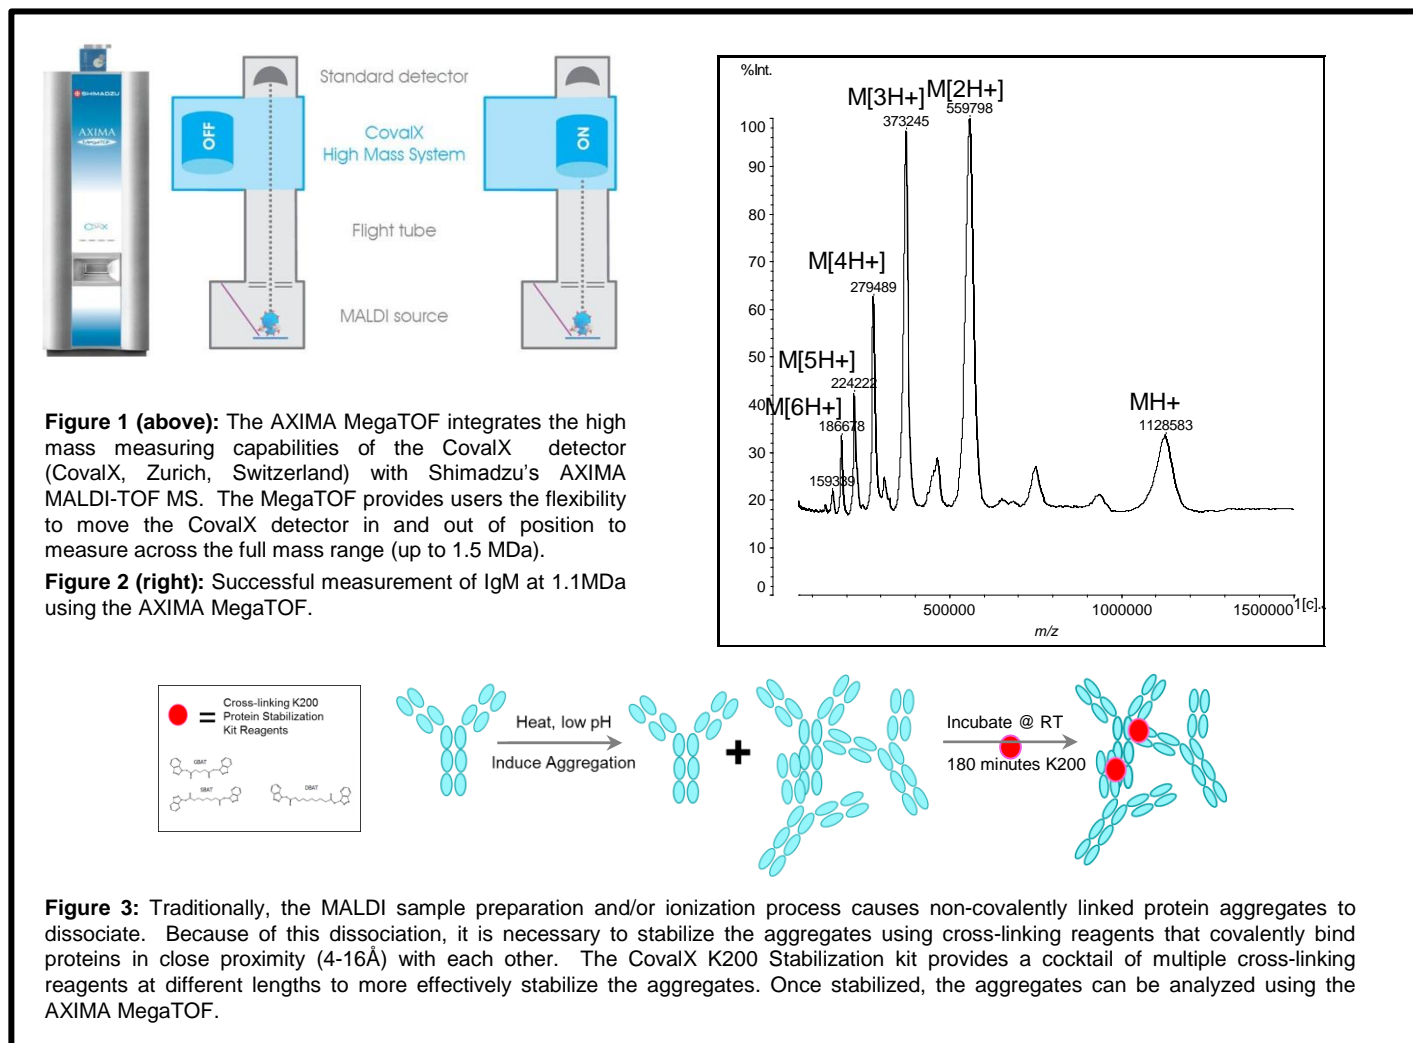 SHIMADZU
AXIMA
MegaTOF
CovalX
OFF
Standard detector
CovalX
High Mass System
Flight tube
MALDI source
ON
%Int.
M[3H+]
373245
M[2H+]
559798
M[4H+]
279489
M[5H+]
224222
M[6H+]
186678
159339
MH+
1128583
100
90
80
70
60
50
40
30
20
10
0
500000
1000000
1500000
1[c].
m/z
Figure 1 (above): The AXIMA MegaTOF integrates the high
mass measuring capabilities of the CovalX detector
(CovalX, Zurich, Switzerland) with Shimadzu's AXIMA
MALDI-TOF MS. The MegaTOF provides users the flexibility
to move the CovalX detector in and out of position to
measure across the full mass range (up to 1.5 MDa).
Figure 2 (right): Successful measurement of IgM at 1.1MDa
using the AXIMA MegaTOF.
=
Cross-linking K200
Protein Stabilization
Kit Reagents
GBAT
SBAT
DBAT
Heat, low pH
Induce Aggregation
+
Incubate @ RT
180 minutes K200
Figure 3: Traditionally, the MALDI sample preparation and/or ionization process causes non-covalently linked protein aggregates to
dissociate. Because of this dissociation, it is necessary to stabilize the aggregates using cross-linking reagents that covalently bind
proteins in close proximity (4-16Å) with each other. The CovalX K200 Stabilization kit provides a cocktail of multiple cross-linking
reagents at different lengths to more effectively stabilize the aggregates. Once stabilized, the aggregates can be analyzed using the
AXIMA MegaTOF.